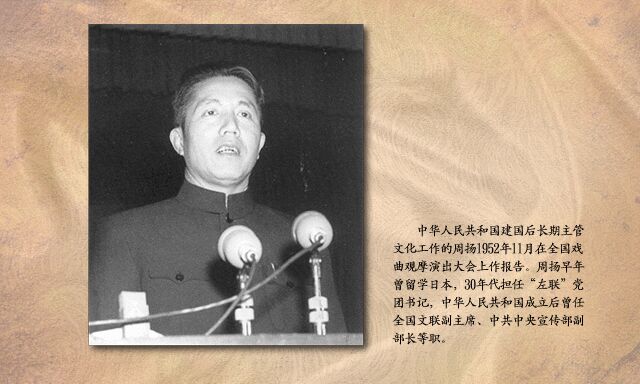 中华人民共和国建国后长期主管
文化工作的周扬1952年11月在全国戏
曲观摩演出大会上作报告。周扬早年
曾留学日本，30年代担任“左联”党
团书记，中华人民共和国成立后曾任
全国文联副主席、中共中央宣传部副
部长等职。